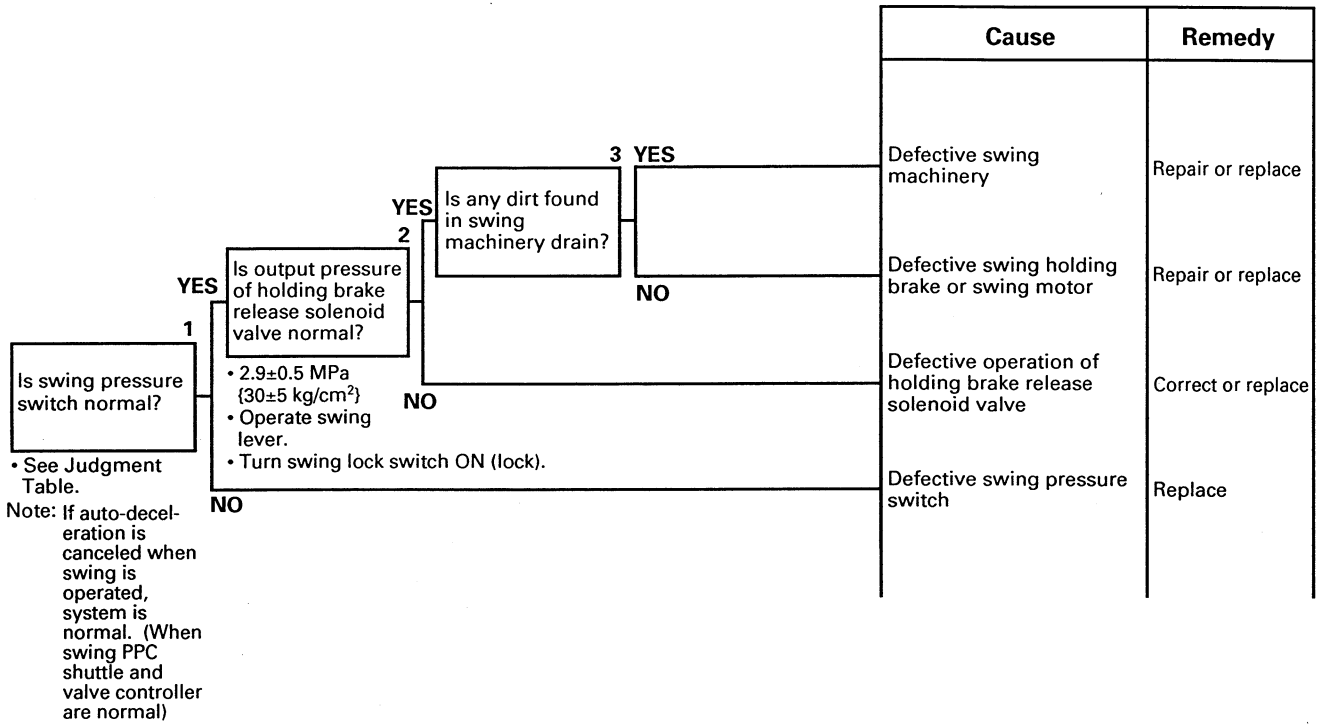 Cause
Remedy
3 YES
Defective swing
machinery
Repair or replace
Is any dirt found
in swing
machinery drain?
YES
2
NO
Defective swing holding
brake or swing motor
Repair or replace
Is output pressure
of holding brake
release solenoid
valve normal?
YES
1
• 2.9±0.5 MPa
{30±5 kg/cm²}
• Operate swing
lever.
• Turn swing lock switch ON (lock).
NO
Defective operation of
holding brake release
solenoid valve
Correct or replace
Is swing pressure
switch normal?
• See Judgment
Table.
NO
Defective swing pressure
switch
Replace
Note: If auto-decel-
eration is
canceled when
swing is
operated,
system is
normal. (When
swing PPC
shuttle and
valve controller
are normal)